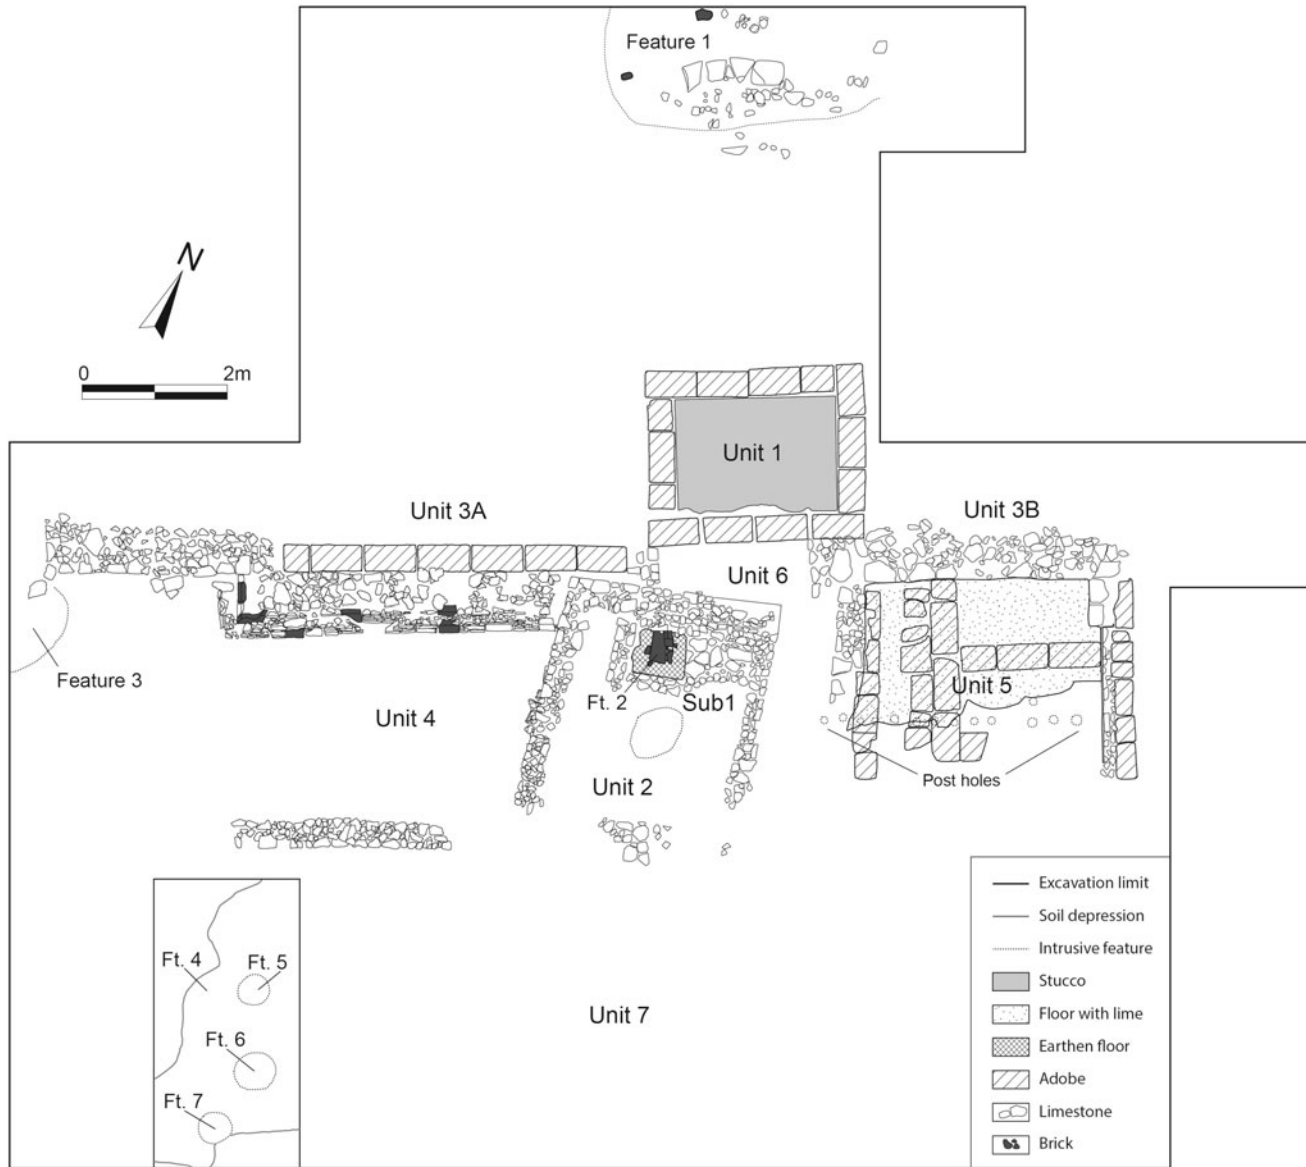 Feature 1
N
0 2m
Unit 1
Unit 3A
Unit 3B
Unit 6
Feature 3
Unit 4
Ft. 2
Sub1
Unit 5
Unit 2
Post holes
Excavation limit
Soil depression
Intrusive feature
Stucco
Floor with lime
Earthen floor
Adobe
Limestone
Brick
Ft. 4
Ft. 5
Ft. 6
Ft. 7
Unit 7